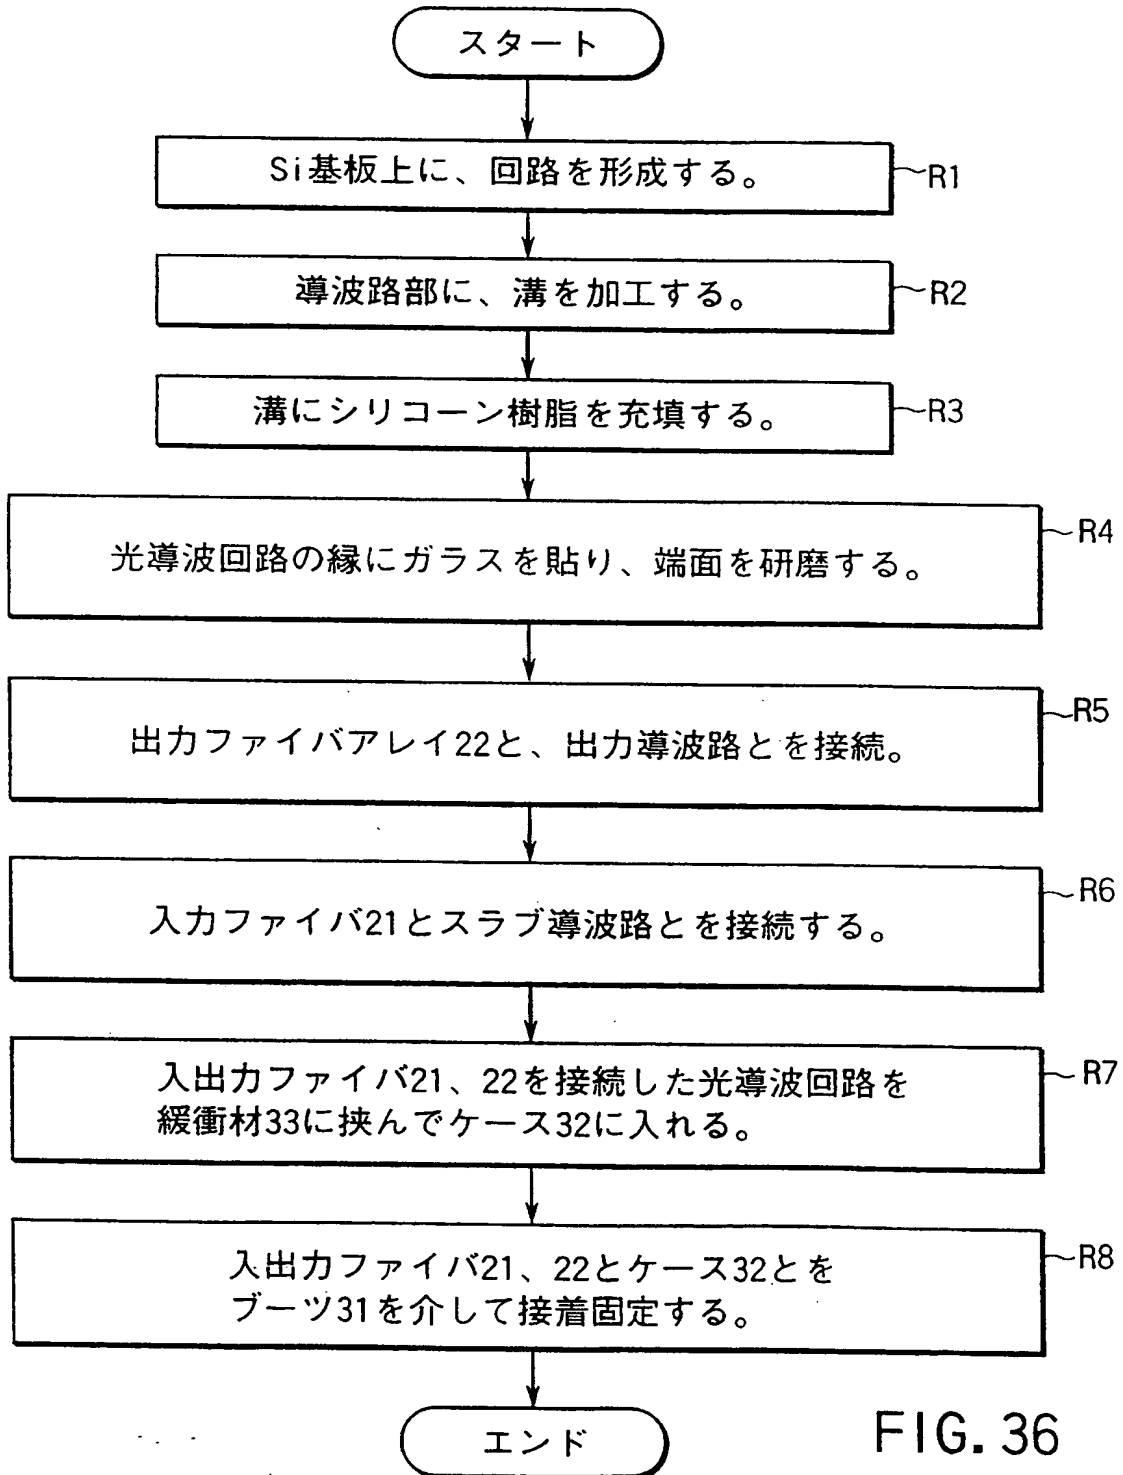 スタート
Si基板上に、回路を形成する。
R1
導波路部に、溝を加工する。
R2
溝にシリコーン樹脂を充填する。
R3
光導波回路の縁にガラスを貼り、端面を研磨する。
R4
出力ファイバアレイ22と、出力導波路とを接続。
R5
入力ファイバ21とスラブ導波路とを接続する。
R6
入出力ファイバ21、22を接続した光導波回路を
緩衝材33に挟んでケース32に入れる。
R7
入出力ファイバ21、22とケース32とを
ブーツ31を介して接着固定する。
R8
エンド
FIG. 36